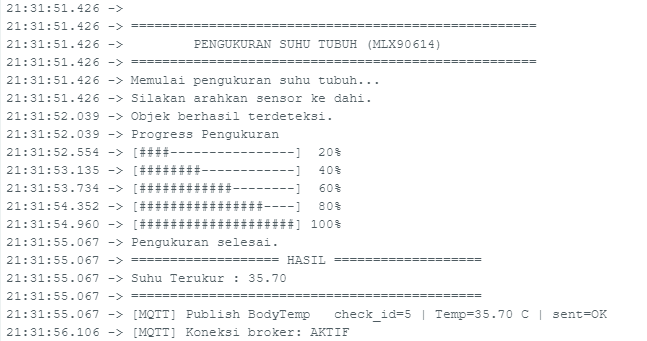 21:31:51.426 ->
21:31:51.426 -> ====================================================
21:31:51.426 ->         PENGUKURAN SUHU TUBUH (MLX90614)
21:31:51.426 -> ====================================================
21:31:51.426 -> Memulai pengukuran suhu tubuh...
21:31:51.426 -> Silakan arahkan sensor ke dahi.
21:31:52.039 -> Objek berhasil terdeteksi.
21:31:52.039 -> Progress Pengukuran
21:31:52.554 -> [####----------------]  20%
21:31:53.135 -> [########------------]  40%
21:31:53.734 -> [############--------]  60%
21:31:54.352 -> [################----]  80%
21:31:54.960 -> [####################] 100%
21:31:55.067 -> Pengukuran selesai.
21:31:55.067 -> =================== HASIL ===================
21:31:55.067 -> Suhu Terukur : 35.70
21:31:55.067 -> =============================================
21:31:55.067 -> [MQTT] Publish BodyTemp   check_id=5 | Temp=35.70 C | sent=OK
21:31:56.106 -> [MQTT] Koneksi broker: AKTIF